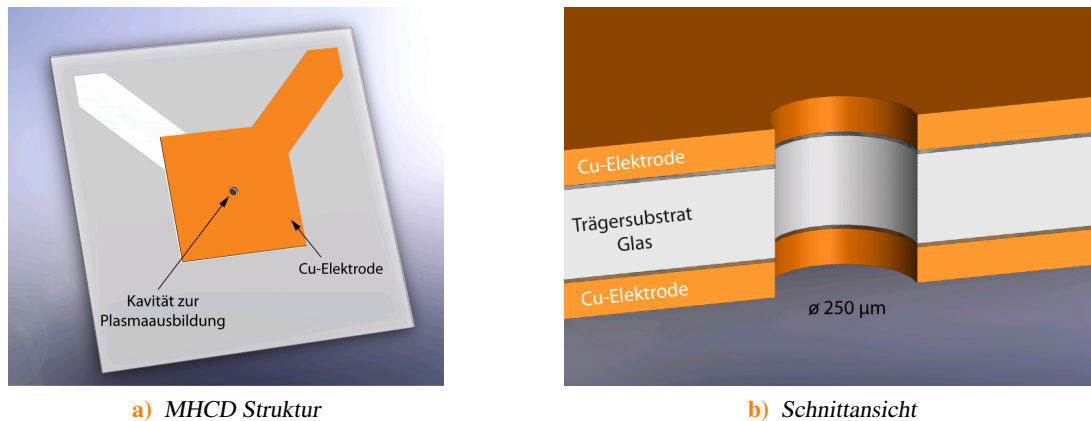 Kavität zur
Plasmaausbildung
Cu-Elektrode
a) MHCD Struktur
Cu-Elektrode
Trägersubstrat
Glas
Cu-Elektrode
ø 250 µm
b) Schnittansicht